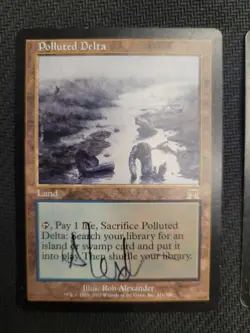 Polluted Delta
Land
, Pay 1 life, Sacrifice Polluted
Delta: Search your library for an
island or swamp card and put it
into play. Then shuffle your library.
Illus. Rob Alexander